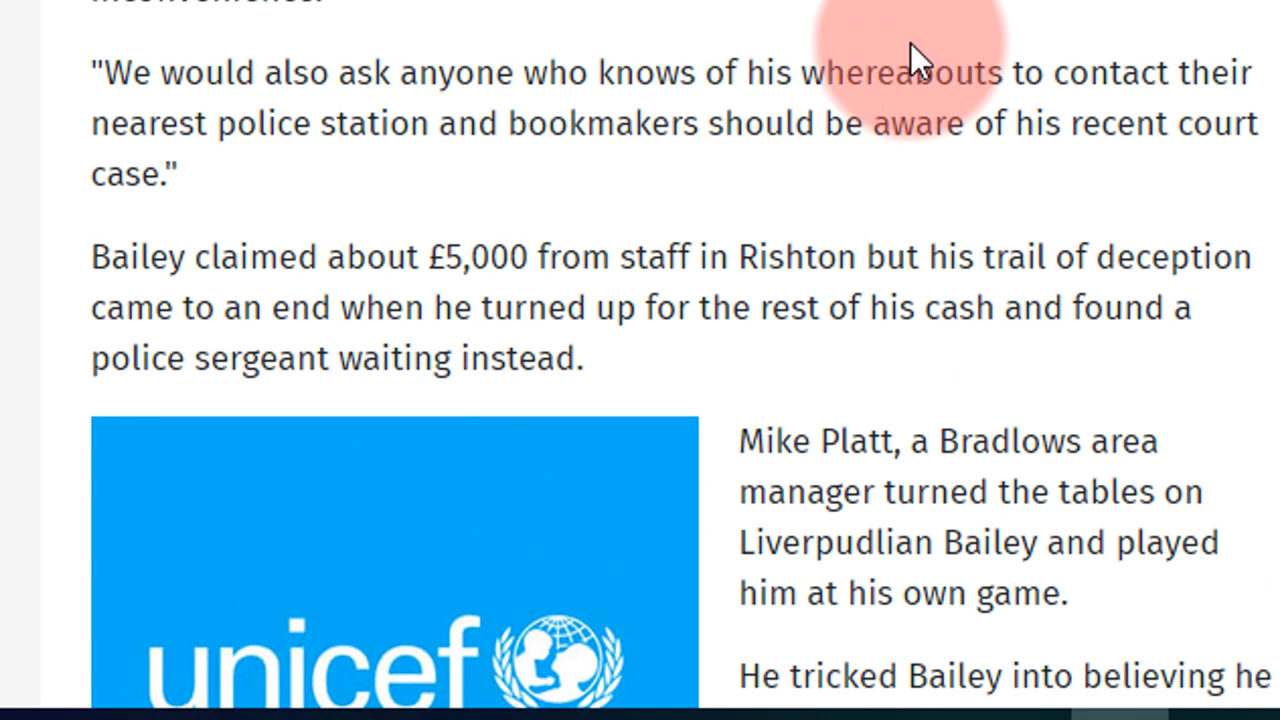 "We would also ask anyone who knows of his whereabouts to contact their
nearest police station and bookmakers should be aware of his recent court
case."
Bailey claimed about £5,000 from staff in Rishton but his trail of deception
came to an end when he turned up for the rest of his cash and found a
police sergeant waiting instead.
Mike Platt, a Bradlows area
manager turned the tables on
Liverpudlian Bailey and played
him at his own game.
He tricked Bailey into believing he
unicef